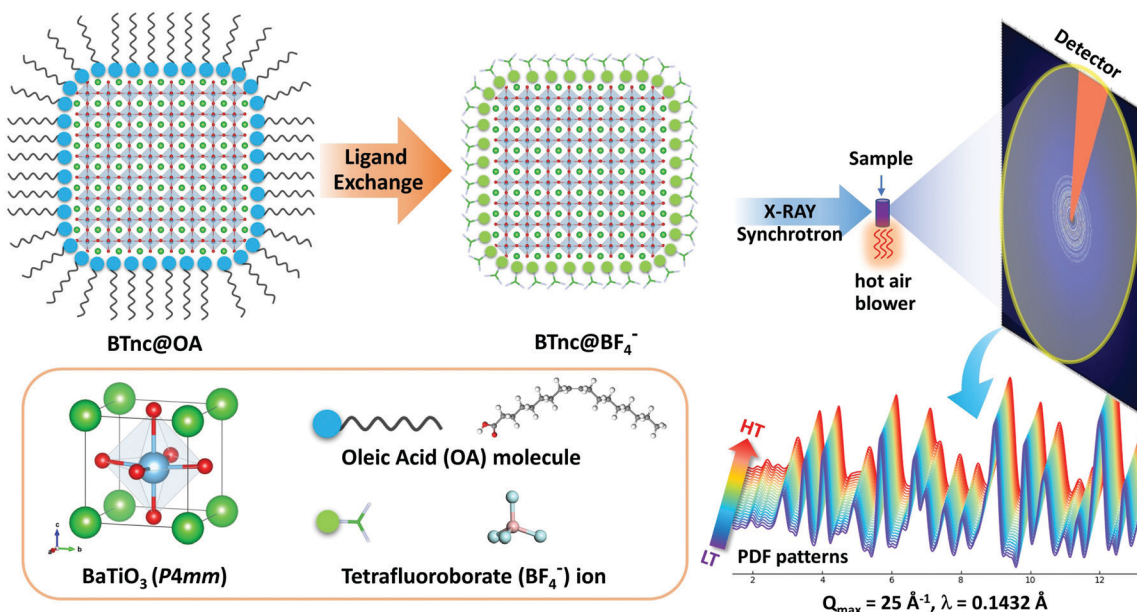 Ligand
Exchange
BTnc@OA
BTnc@BF₄⁻
X-RAY
Synchrotron
Sample
hot air
blower
Detector
c
b
BaTiO₃ (P4mm)
Oleic Acid (OA) molecule
Tetrafluoroborate (BF₄⁻) ion
HT
LT
PDF patterns
2 4 6 8 10 12
Qmax = 25 Å⁻¹, λ = 0.1432 Å